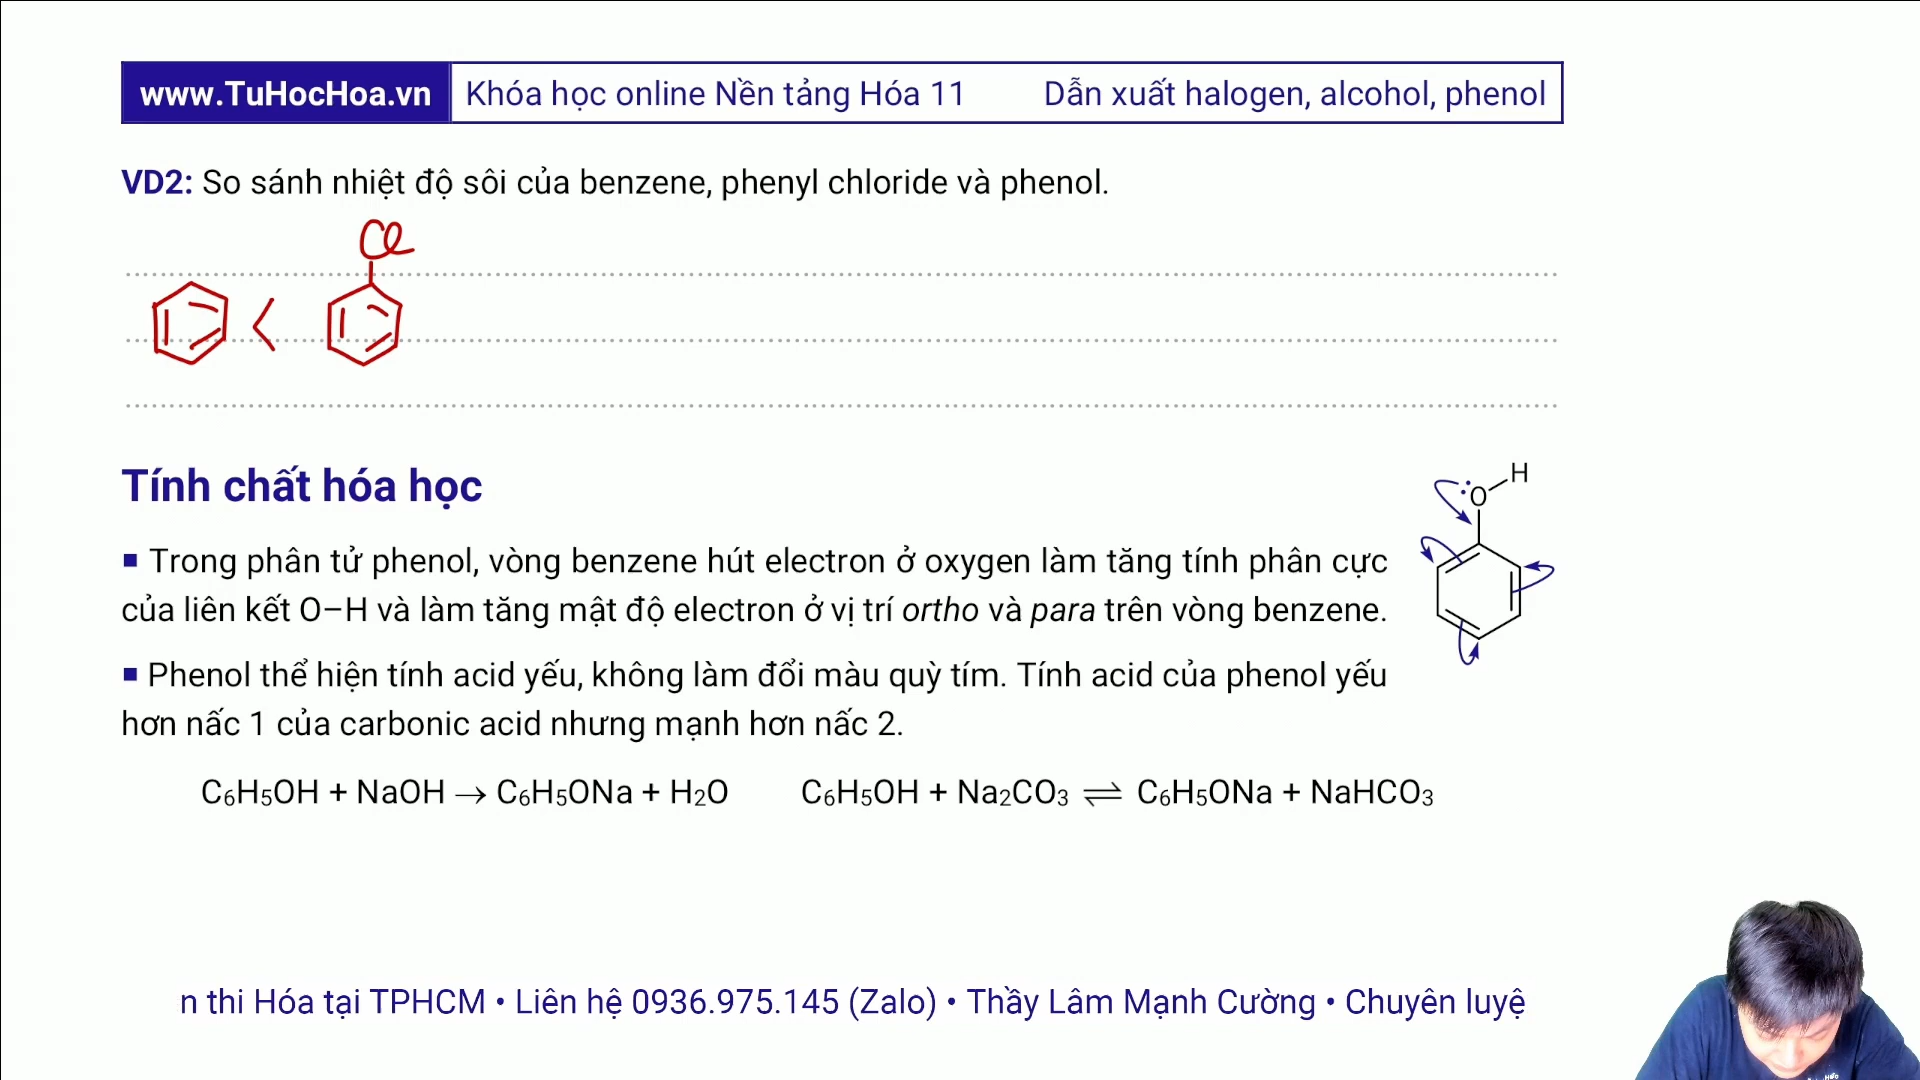 www.TuHocHoa.vn Khóa học online Nền tảng Hóa 11 Dẫn xuất halogen, alcohol, phenol
VD2: So sánh nhiệt độ sôi của benzene, phenyl chloride và phenol.
Cl
<
Tính chất hóa học
H
O
▪ Trong phân tử phenol, vòng benzene hút electron ở oxygen làm tăng tính phân cực
của liên kết O–H và làm tăng mật độ electron ở vị trí ortho và para trên vòng benzene.
▪ Phenol thể hiện tính acid yếu, không làm đổi màu quỳ tím. Tính acid của phenol yếu
hơn nấc 1 của carbonic acid nhưng mạnh hơn nấc 2.
C₆H₅OH + NaOH → C₆H₅ONa + H₂O C₆H₅OH + Na₂CO₃ ⇌ C₆H₅ONa + NaHCO₃
n thi Hóa tại TPHCM • Liên hệ 0936.975.145 (Zalo) • Thầy Lâm Mạnh Cường • Chuyên luyệ